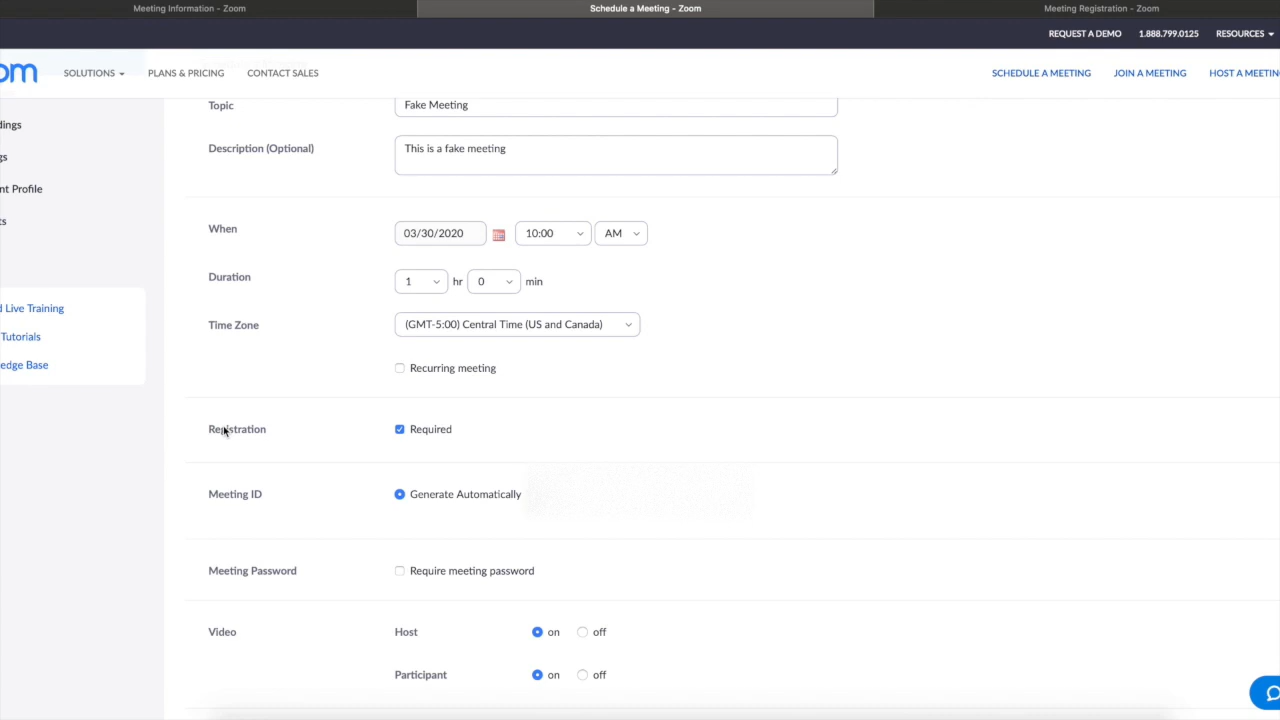 Meeting Information - Zoom Schedule a Meeting - Zoom Meeting Registration - Zoom
REQUEST A DEMO 1.888.799.0125 RESOURCES
om SOLUTIONS PLANS & PRICING CONTACT SALES SCHEDULE A MEETING JOIN A MEETING HOST A MEETIN
Topic Fake Meeting
dings
Description (Optional) This is a fake meeting
gs
nt Profile
ts
When 03/30/2020 10:00 AM
Duration 1 hr 0 min
d Live Training
Time Zone (GMT-5:00) Central Time (US and Canada)
Tutorials
edge Base
Recurring meeting
Registration Required
Meeting ID Generate Automatically
Meeting Password Require meeting password
Video Host on off
Participant on off